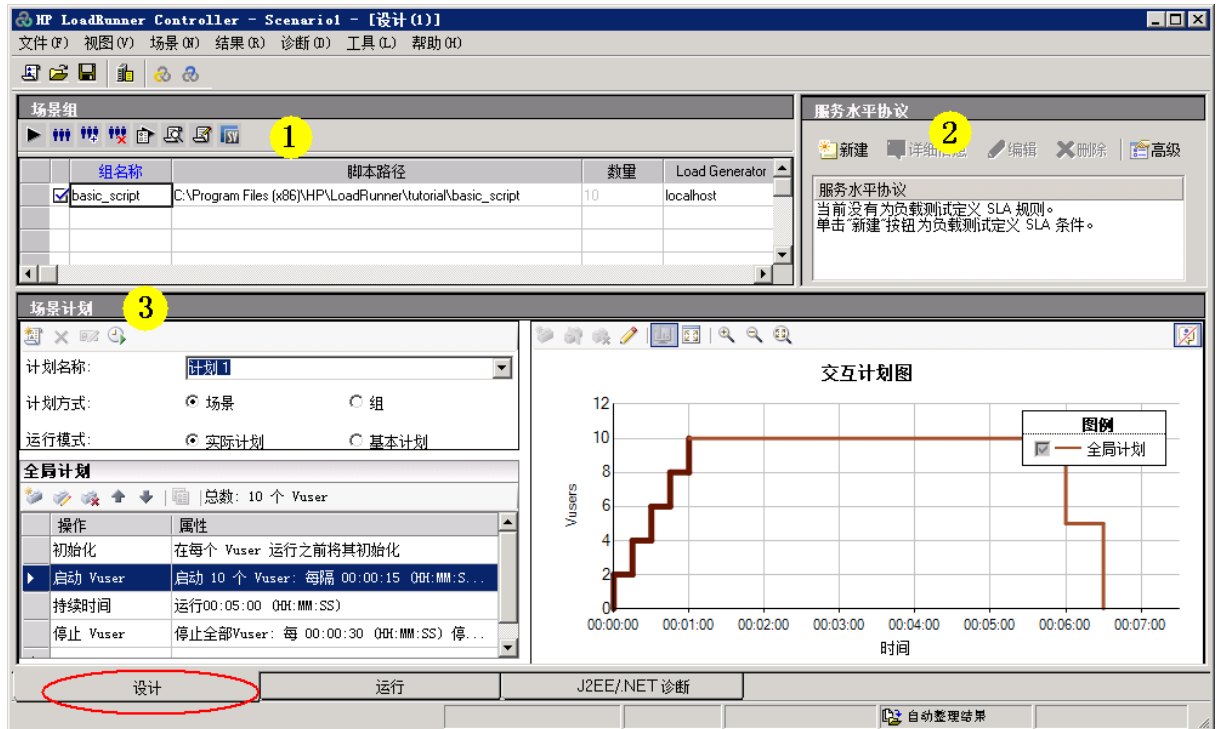 HP LoadRunner Controller - Scenario1 - [设计(1)]
文件(F) 视图(V) 场景(N) 结果(R) 诊断(D) 工具(L) 帮助(H)
场景组
1
组名称 脚本路径 数量 Load Generator
basic_script C:\Program Files (x86)\HP\LoadRunner\tutorial\basic_script 10 localhost
服务水平协议
2
新建 详细信息 编辑 删除 高级
服务水平协议
当前没有为负载测试定义 SLA 规则。
单击"新建"按钮为负载测试定义 SLA 条件。
场景计划
3
计划名称: 计划 1
计划方式: 场景 组
运行模式: 实际计划 基本计划
全局计划
总数: 10 个 Vuser
操作 属性
初始化 在每个 Vuser 运行之前将其初始化
启动 Vuser 启动 10 个 Vuser: 每隔 00:00:15 (HH:MM:S...
持续时间 运行00:05:00 (HH:MM:SS)
停止 Vuser 停止全部Vuser: 每 00:00:30 (HH:MM:SS) 停...
交互计划图
图例
全局计划
Vusers
12
10
8
6
4
2
0
00:00:00 00:01:00 00:02:00 00:03:00 00:04:00 00:05:00 00:06:00 00:07:00
时间
设计 运行 J2EE/.NET 诊断
自动整理结果